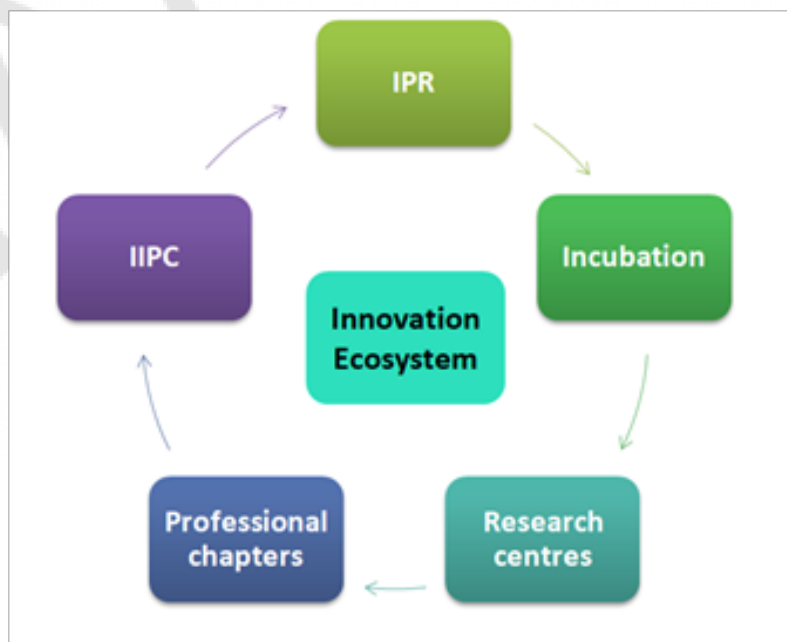 IPR
Incubation
Research
centres
Professional
chapters
IIPC
Innovation
Ecosystem